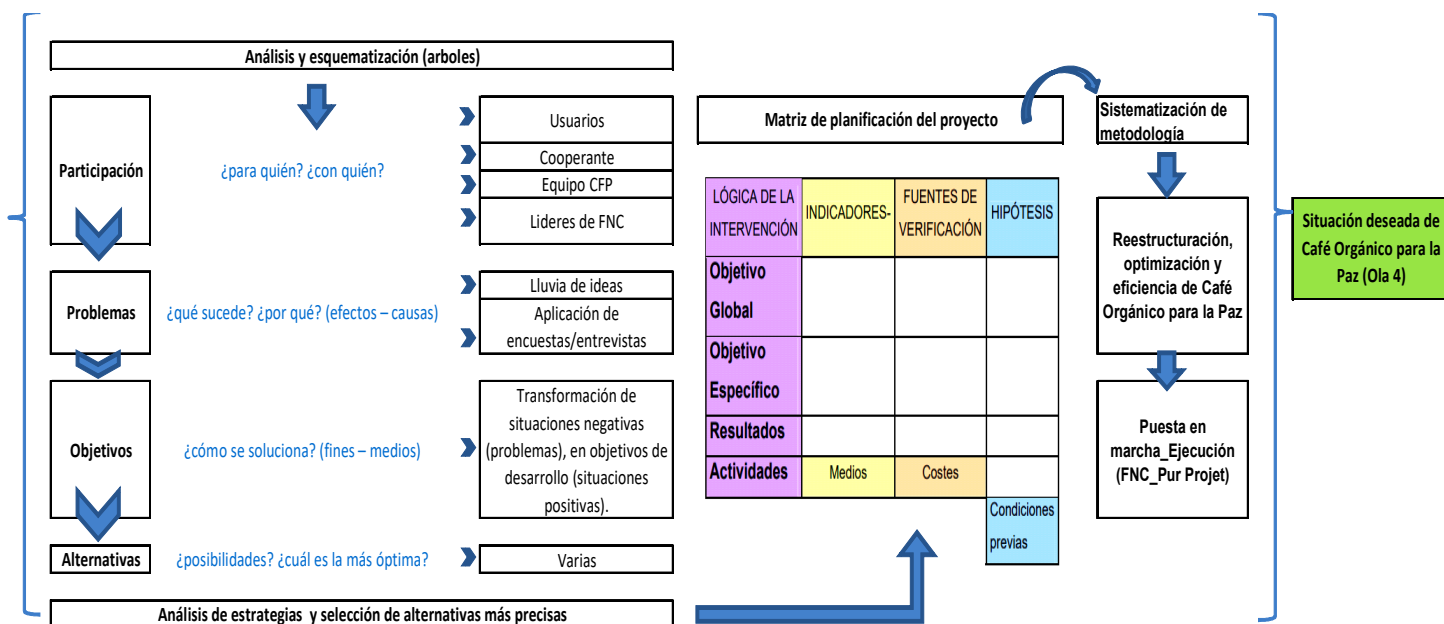 Análisis y esquematización (arboles)
Participación
¿para quién? ¿con quién?
Usuarios
Cooperante
Equipo CFP
Lideres de FNC
Problemas
¿qué sucede? ¿por qué? (efectos – causas)
Lluvia de ideas
Aplicación de
encuestas/entrevistas
Objetivos
¿cómo se soluciona? (fines – medios)
Transformación de
situaciones negativas
(problemas), en objetivos de
desarrollo (situaciones
positivas).
Alternativas
¿posibilidades? ¿cuál es la más óptima?
Varias
Análisis de estrategias y selección de alternativas más precisas
Matriz de planificación del proyecto
LÓGICA DE LA
INTERVENCIÓN
INDICADORES-
FUENTES DE
VERIFICACIÓN
HIPÓTESIS
Objetivo
Global
Objetivo
Específico
Resultados
Actividades
Medios
Costes
Condiciones
previas
Sistematización de
metodología
Reestructuración,
optimización y
eficiencia de Café
Orgánico para la Paz
Puesta en
marcha_Ejecución
(FNC_Pur Projet)
Situación deseada de
Café Orgánico para la
Paz (Ola 4)